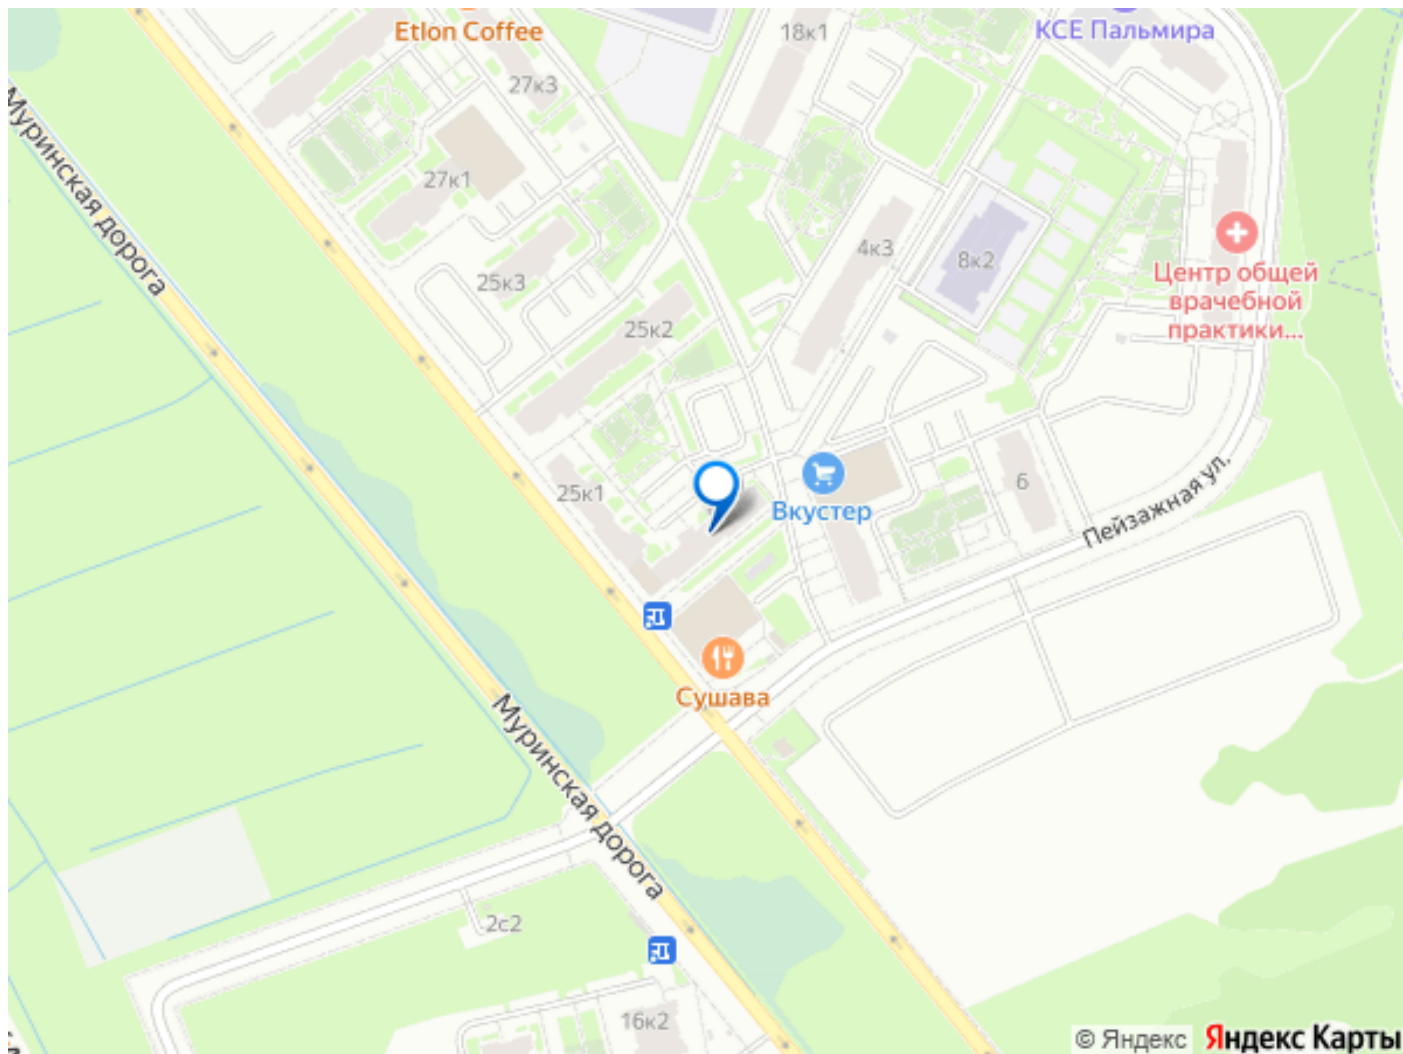 Etlon Coffee
18к1
КСЕ Пальмира
27к3
Муринская дорога
27к1
4к3
8к2
Центр общей
врачебной
практики...
25к3
25к2
25к1
Вкустер
6
Пейзажная ул.
Сушава
Муринская дорога
2с2
16к2
© Яндекс
Яндекс Карты